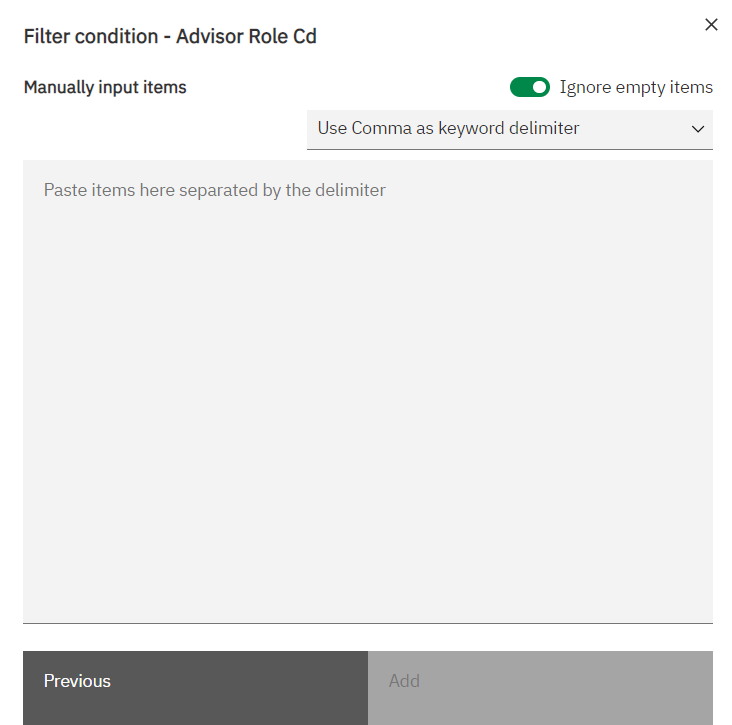 Filter condition - Advisor Role Cd
Manually input items
Ignore empty items
Use Comma as keyword delimiter
Paste items here separated by the delimiter
Previous
Add